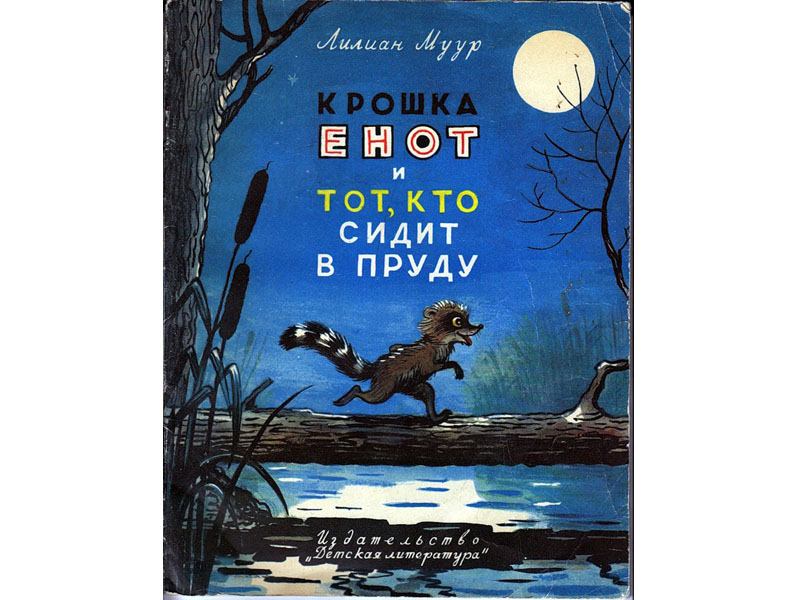 Лилиан Муур
КРОШКА
ЕНОТ
и
ТОТ, КТО
СИДИТ
В ПРУДУ
Издательство
„Детская литература"